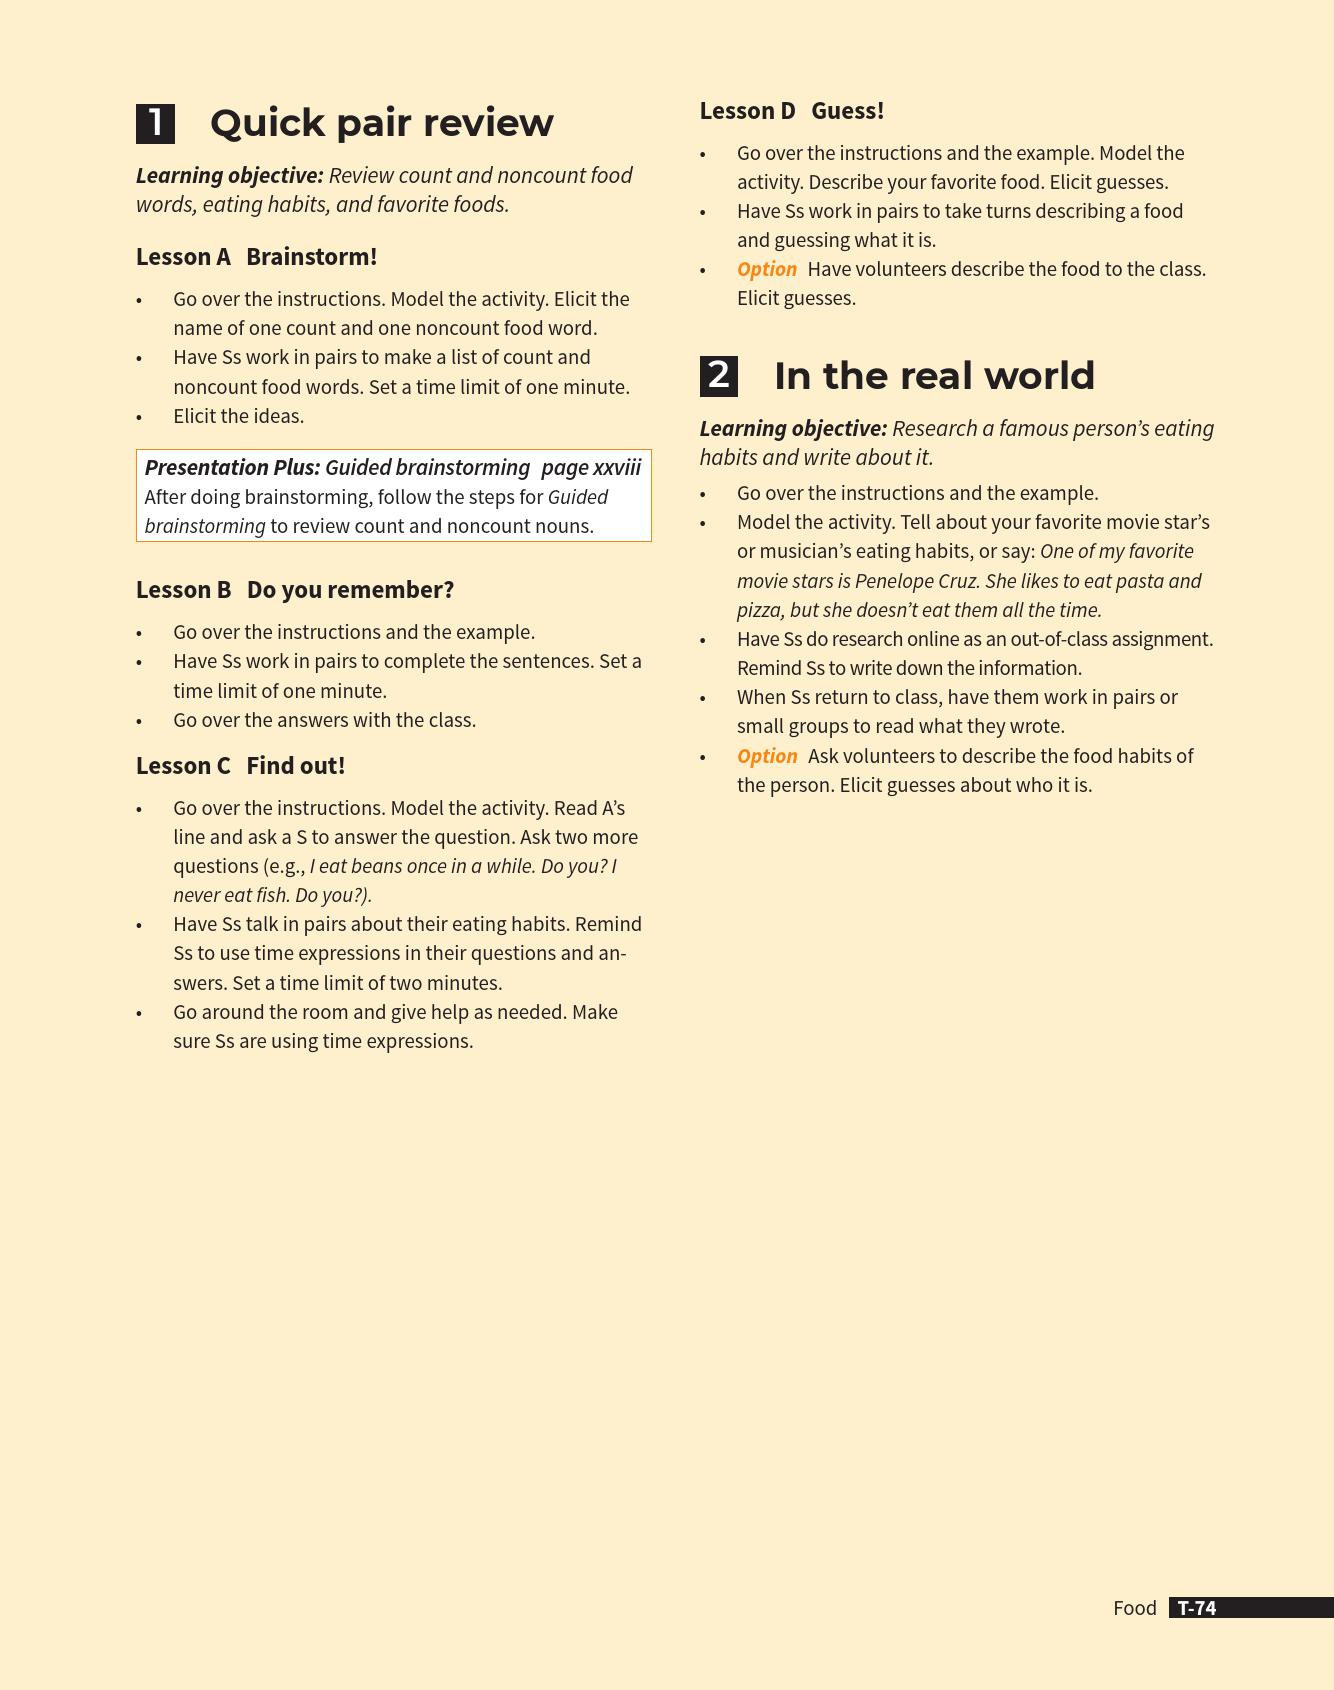 1 Quick pair review
Learning objective: Review count and noncount food
words, eating habits, and favorite foods.
Lesson A Brainstorm!
• Go over the instructions. Model the activity. Elicit the
name of one count and one noncount food word.
• Have Ss work in pairs to make a list of count and
noncount food words. Set a time limit of one minute.
• Elicit the ideas.
Presentation Plus: Guided brainstorming page xxviii
After doing brainstorming, follow the steps for Guided
brainstorming to review count and noncount nouns.
Lesson B Do you remember?
• Go over the instructions and the example.
• Have Ss work in pairs to complete the sentences. Set a
time limit of one minute.
• Go over the answers with the class.
Lesson C Find out!
• Go over the instructions. Model the activity. Read A’s
line and ask a S to answer the question. Ask two more
questions (e.g., I eat beans once in a while. Do you? I
never eat fish. Do you?).
• Have Ss talk in pairs about their eating habits. Remind
Ss to use time expressions in their questions and an-
swers. Set a time limit of two minutes.
• Go around the room and give help as needed. Make
sure Ss are using time expressions.
Lesson D Guess!
• Go over the instructions and the example. Model the
activity. Describe your favorite food. Elicit guesses.
• Have Ss work in pairs to take turns describing a food
and guessing what it is.
• Option Have volunteers describe the food to the class.
Elicit guesses.
2 In the real world
Learning objective: Research a famous person’s eating
habits and write about it.
• Go over the instructions and the example.
• Model the activity. Tell about your favorite movie star’s
or musician’s eating habits, or say: One of my favorite
movie stars is Penelope Cruz. She likes to eat pasta and
pizza, but she doesn’t eat them all the time.
• Have Ss do research online as an out-of-class assignment.
Remind Ss to write down the information.
• When Ss return to class, have them work in pairs or
small groups to read what they wrote.
• Option Ask volunteers to describe the food habits of
the person. Elicit guesses about who it is.
Food T-74